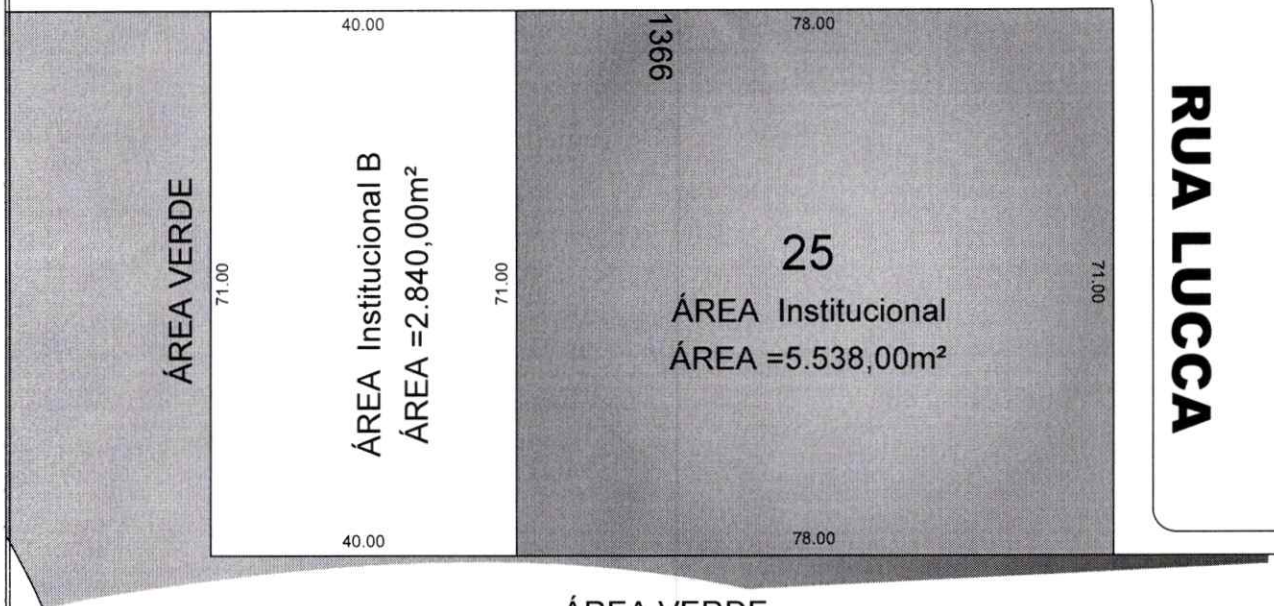 40.00
1366
78.00
RUA LUCCA
ÁREA VERDE
71.00
ÁREA Institucional B
ÁREA =2.840,00m²
71.00
25
ÁREA Institucional
ÁREA =5.538,00m²
71.00
40.00
78.00
ÁREA VERDE